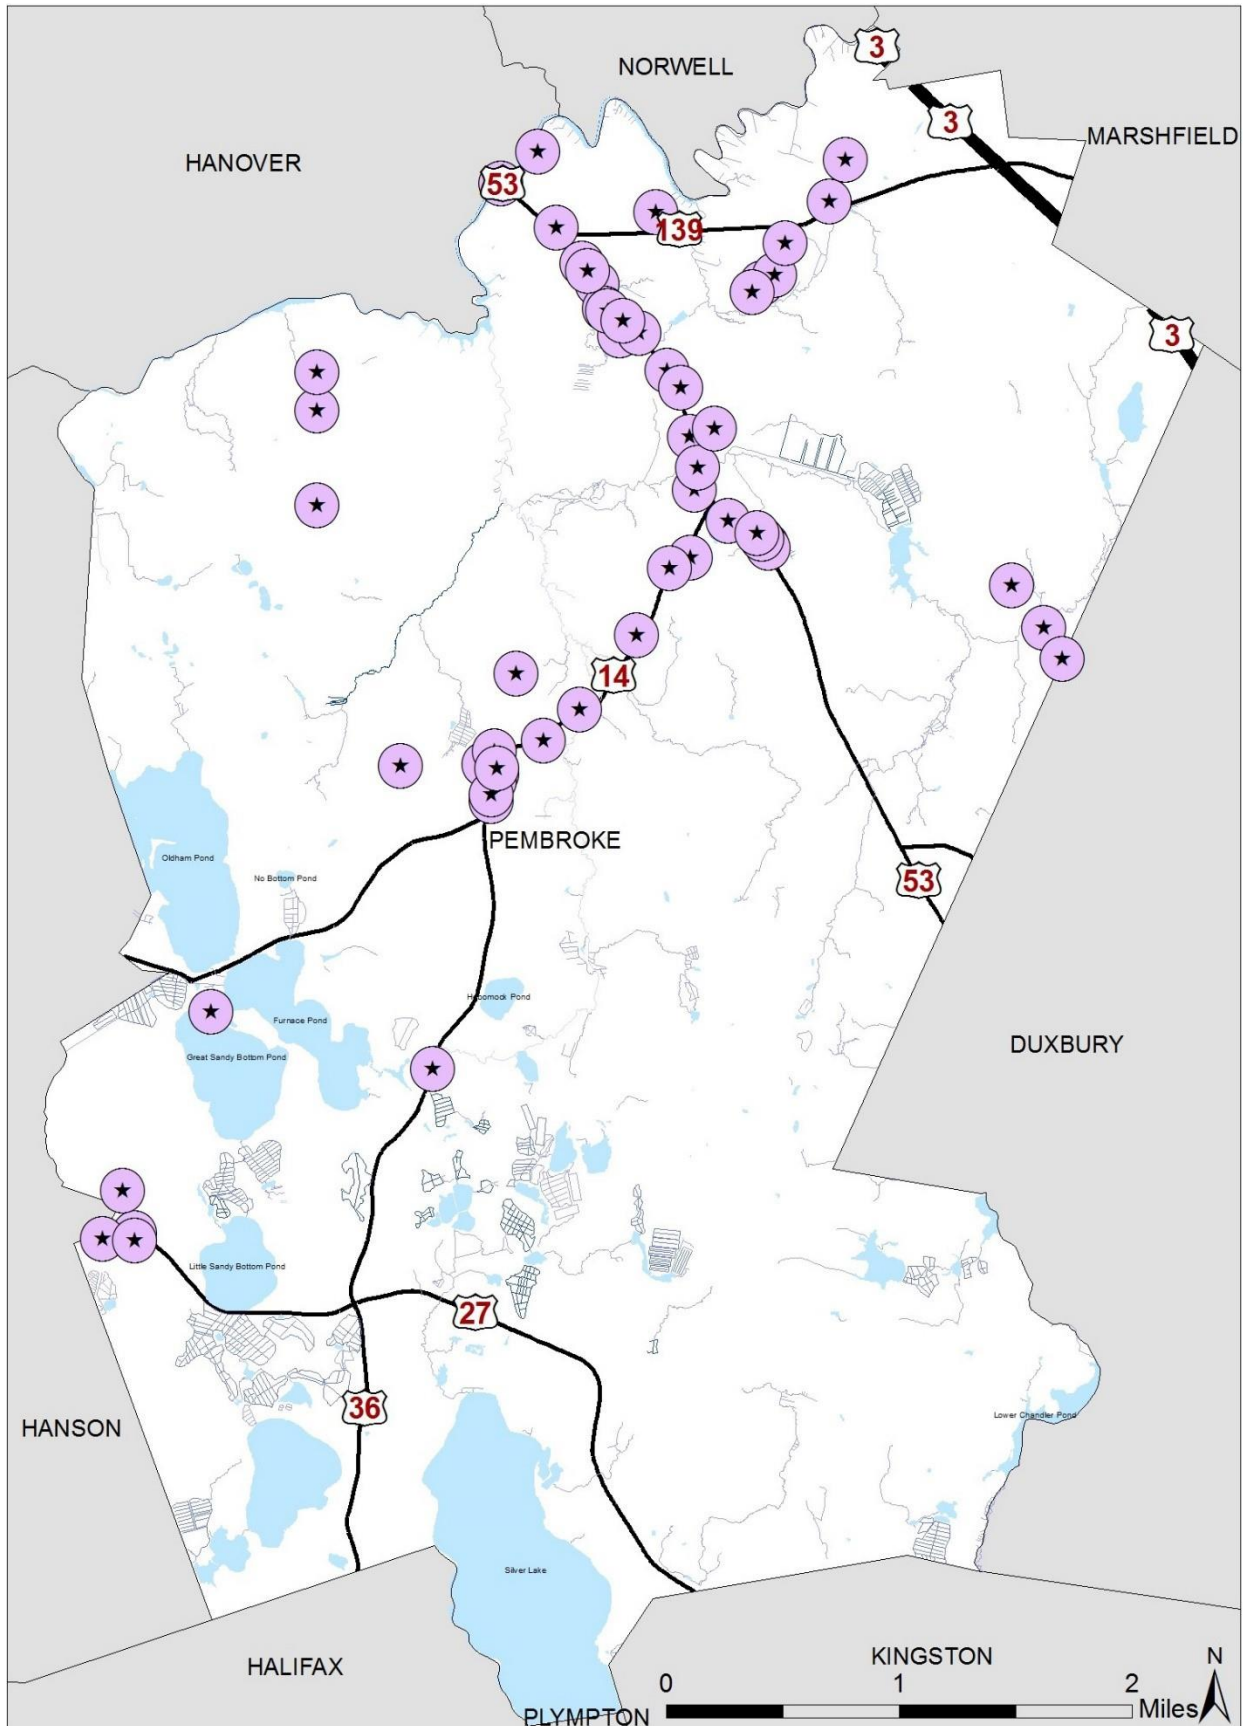 3
NORWELL
3
MARSHFIELD
HANOVER
53
139
3
14
PEMBROKE
Oldham Pond
No Bottom Pond
53
Hobomock Pond
Furnace Pond
DUXBURY
Great Sandy Bottom Pond
Little Sandy Bottom Pond
27
36
Lower Chandler Pond
HANSON
Silver Lake
HALIFAX
KINGSTON
N
0 1 2
Miles
PLYMPTON